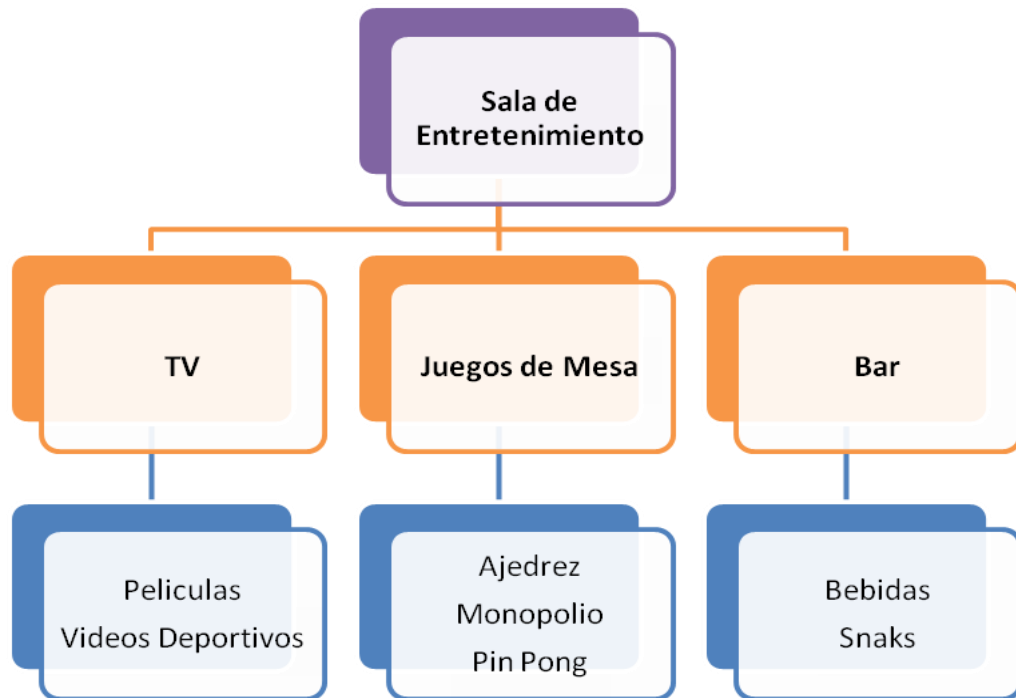 Sala de
Entretenimiento
TV
Juegos de Mesa
Bar
Peliculas
Videos Deportivos
Ajedrez
Monopolio
Pin Pong
Bebidas
Snaks